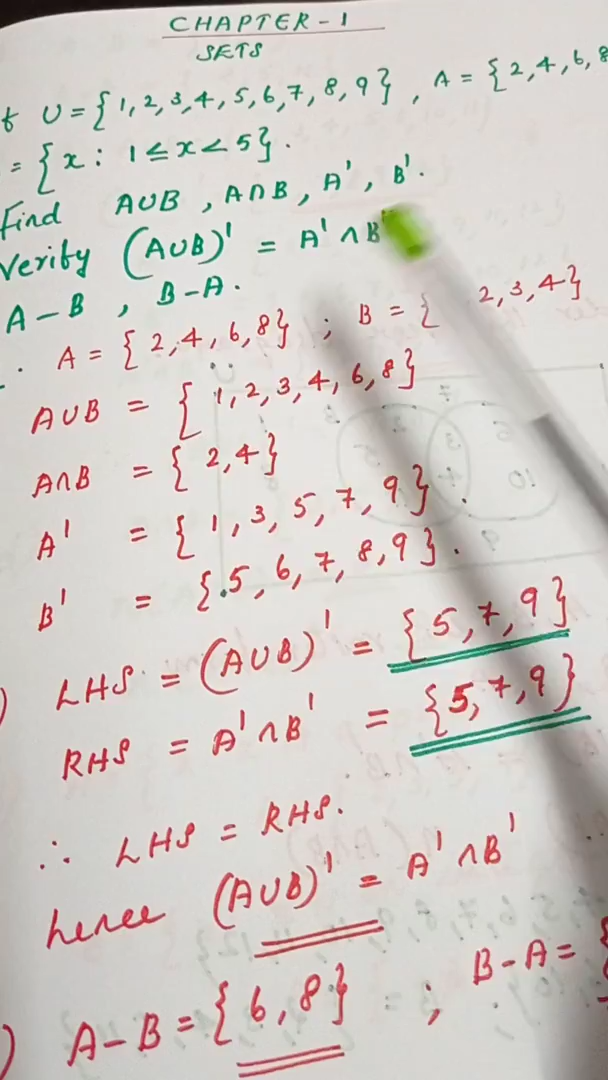 CHAPTER - 1
SETS
U = {1,2,3,4,5,6,7,8,9} , A = {2,4,6,8
= {x : 1 ≤ x < 5}.
Find A∪B , A∩B , A' , B'.
Verify (A∪B)' = A' ∩ B'
A - B , B - A.
A = {2,4,6,8} ; B = { 2,3,4}
A∪B = {1,2,3,4,6,8}
A∩B = {2,4}
A' = {1,3,5,7,9}.
B' = {5,6,7,8,9}.
LHS = (A∪B)' = {5,7,9}
RHS = A' ∩ B' = {5,7,9}
∴ LHS = RHS.
hence (A∪B)' = A' ∩ B'
) A - B = {6,8} ; B - A = {